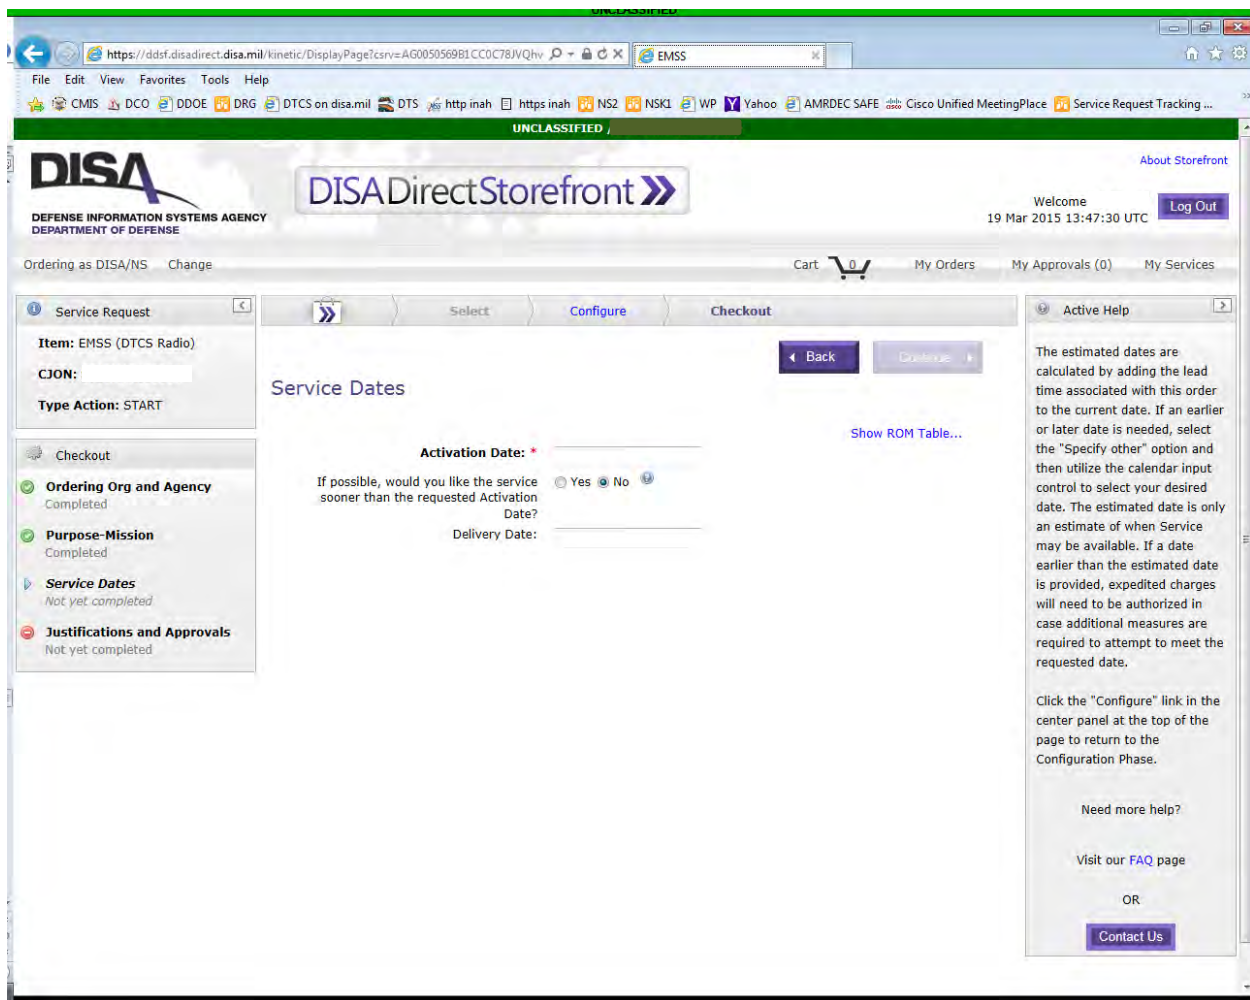 UNCLASSIFIED
https://ddsf.disadirect.disa.mil/kinetic/DisplayPage?csrv=AG0050569B1CC0C78JVQhv
EMSS
File Edit View Favorites Tools Help
CMIS DCO DDOE DRG DTCS on disa.mil DTS http inah https inah NS2 NSK1 WP Yahoo AMRDEC SAFE Cisco Unified MeetingPlace Service Request Tracking ...
UNCLASSIFIED /
DISA
DEFENSE INFORMATION SYSTEMS AGENCY
DEPARTMENT OF DEFENSE
DISADirectStorefront
About Storefront
Welcome
19 Mar 2015 13:47:30 UTC
Log Out
Ordering as DISA/NS Change
Cart 0 My Orders My Approvals (0) My Services
Service Request
Item: EMSS (DTCS Radio)
CJON:
Type Action: START
Checkout
Ordering Org and Agency
Completed
Purpose-Mission
Completed
Service Dates
Not yet completed
Justifications and Approvals
Not yet completed
Select Configure Checkout
Back Continue
Service Dates
Show ROM Table...
Activation Date: *
If possible, would you like the service
sooner than the requested Activation
Date?
Yes No
Delivery Date:
Active Help
The estimated dates are
calculated by adding the lead
time associated with this order
to the current date. If an earlier
or later date is needed, select
the "Specify other" option and
then utilize the calendar input
control to select your desired
date. The estimated date is only
an estimate of when Service
may be available. If a date
earlier than the estimated date
is provided, expedited charges
will need to be authorized in
case additional measures are
required to attempt to meet the
requested date.
Click the "Configure" link in the
center panel at the top of the
page to return to the
Configuration Phase.
Need more help?
Visit our FAQ page
OR
Contact Us